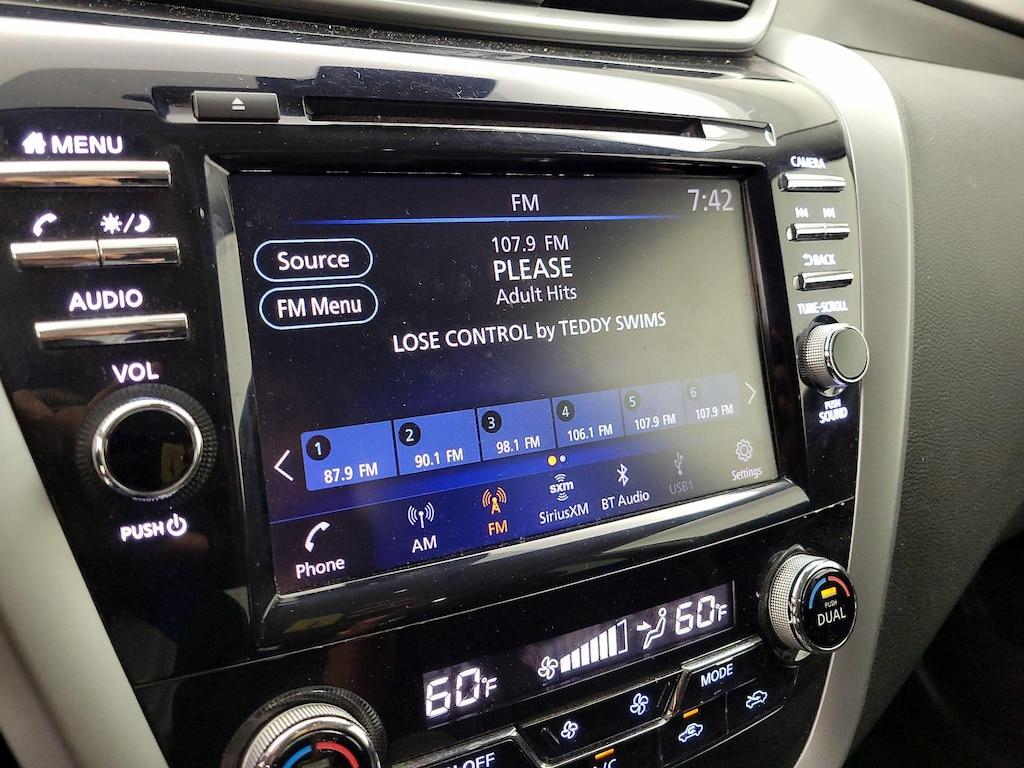 MENU
CAMERA
FM
7:42
Source
107.9 FM
PLEASE
Adult Hits
FM Menu
LOSE CONTROL by TEDDY SWIMS
AUDIO
BACK
TUNE•SCROLL
VOL
PUSH
SOUND
1
87.9 FM
2
90.1 FM
3
98.1 FM
4
106.1 FM
5
107.9 FM
6
107.9 FM
PUSH
Phone
AM
FM
sxm
SiriusXM
BT Audio
USB1
Settings
60°F
60°F
PUSH
DUAL
MODE
OFF
A/C